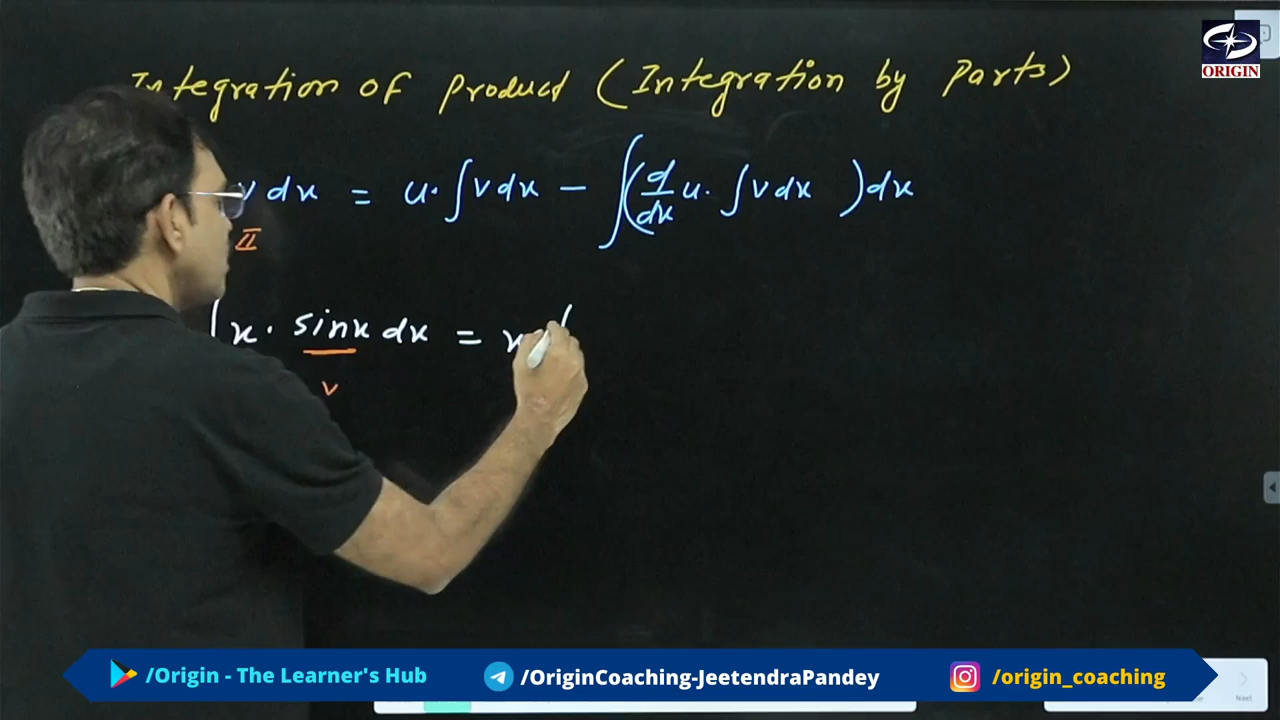 ORIGIN
Integration of Product (Integration by Parts)
v dx = u. ∫v dx − ∫(d/dx u. ∫v dx ) dx
II
∫x. sinx dx = x
v
/Origin - The Learner's Hub
/OriginCoaching-JeetendraPandey
/origin_coaching
Next